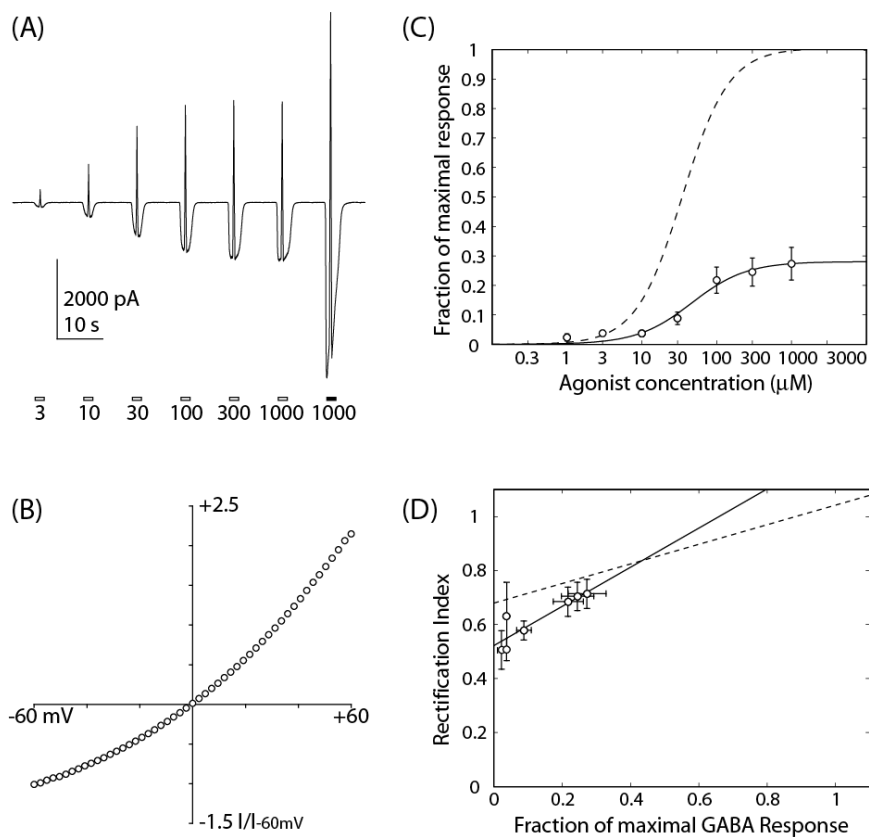 (A)
2000 pA
10 s
3 10 30 100 300 1000 1000
(B)
+2.5
-60 mV
+60
-1.5 I/I-60mV
(C)
Fraction of maximal response
1
0.9
0.8
0.7
0.6
0.5
0.4
0.3
0.2
0.1
0
0.3 1 3 10 30 100 300 1000 3000
Agonist concentration (μM)
(D)
Rectification Index
1
0.8
0.6
0.4
0.2
0
0 0.2 0.4 0.6 0.8 1
Fraction of maximal GABA Response